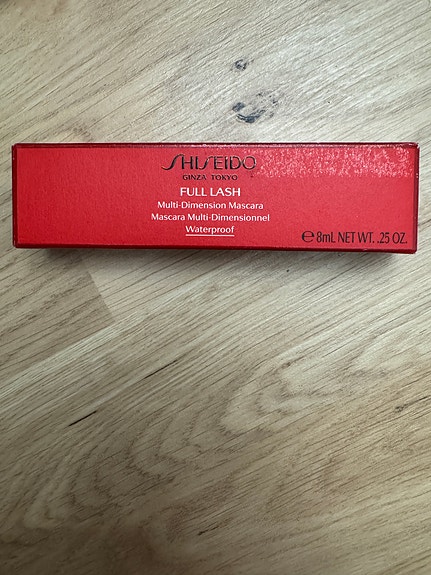 SHISEIDO
GINZA TOKYO
FULL LASH
Multi-Dimension Mascara
Mascara Multi-Dimensionnel
Waterproof
℮ 8mL NET WT. .25 OZ.